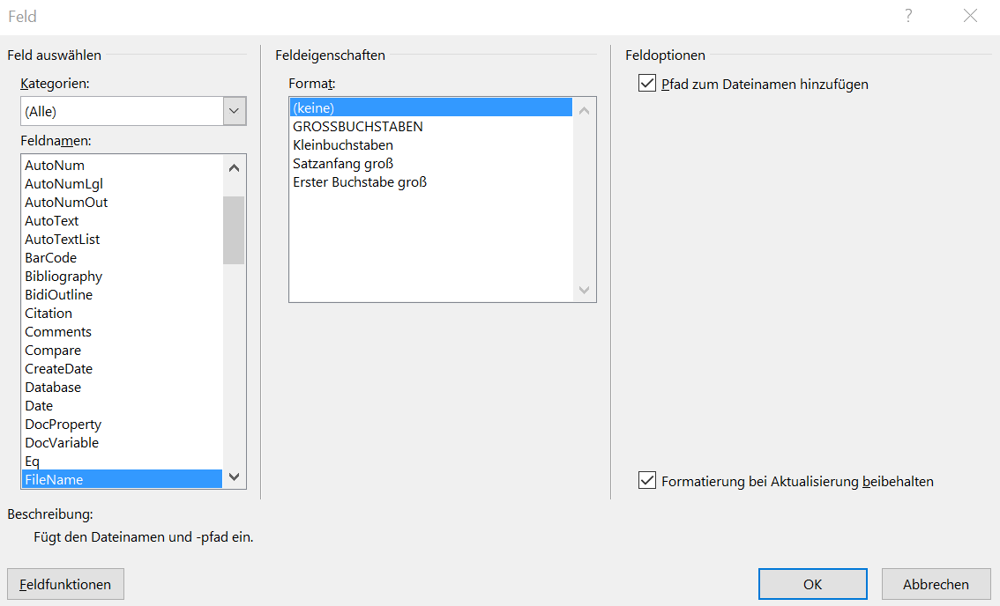 Feld
?
Feld auswählen
Kategorien:
(Alle)
Feldnamen:
AutoNum
AutoNumLgl
AutoNumOut
AutoText
AutoTextList
BarCode
Bibliography
BidiOutline
Citation
Comments
Compare
CreateDate
Database
Date
DocProperty
DocVariable
Eq
FileName
Feldeigenschaften
Format:
(keine)
GROSSBUCHSTABEN
Kleinbuchstaben
Satzanfang groß
Erster Buchstabe groß
Feldoptionen
Pfad zum Dateinamen hinzufügen
Formatierung bei Aktualisierung beibehalten
Beschreibung:
Fügt den Dateinamen und -pfad ein.
Feldfunktionen
OK
Abbrechen